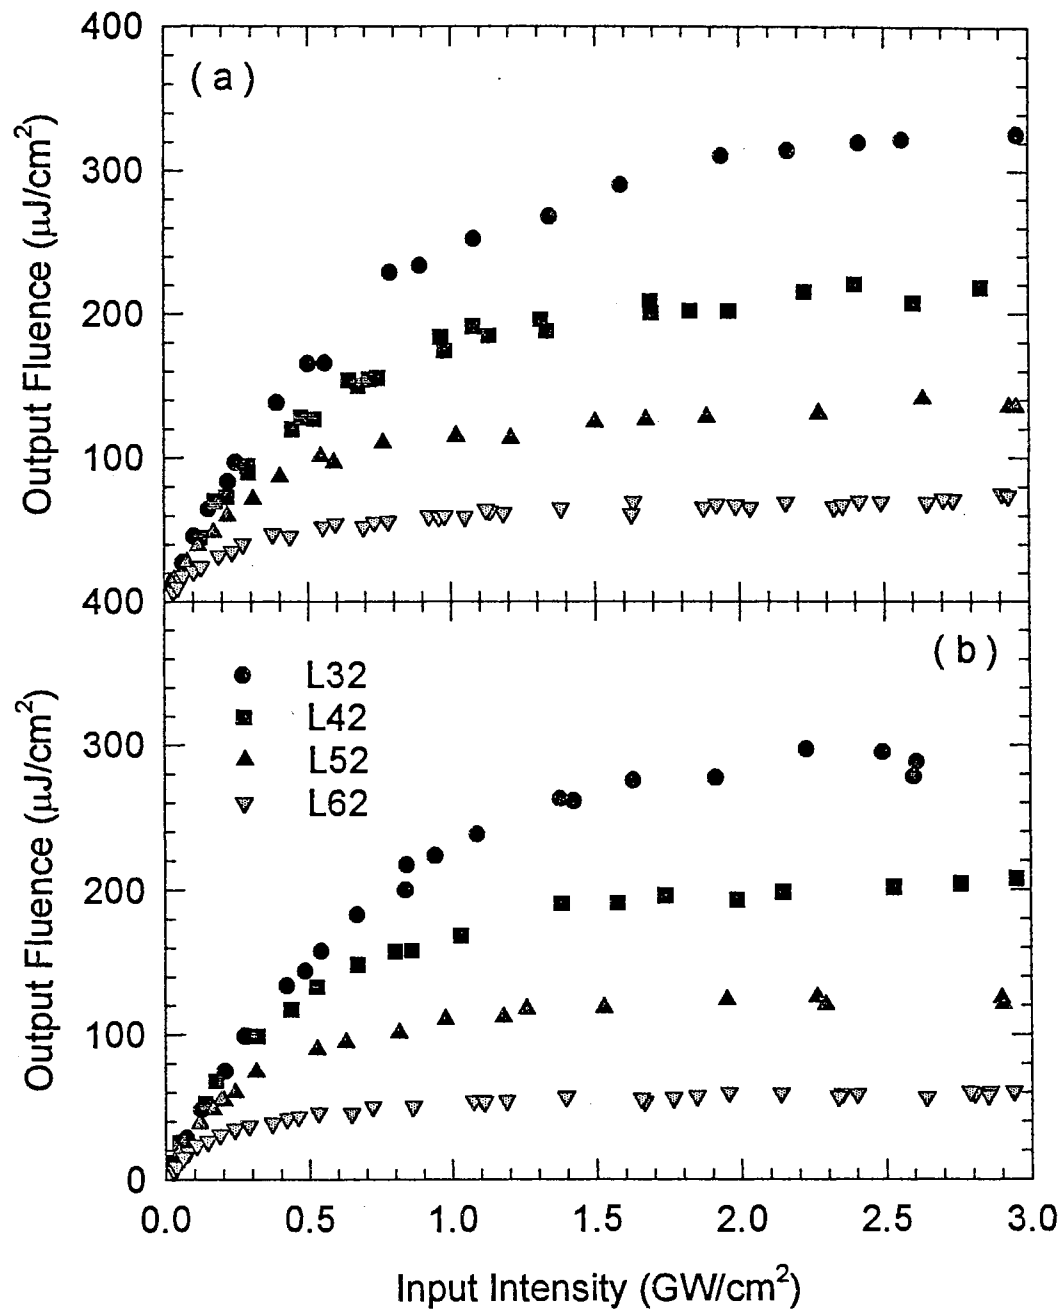 400
( a )
300
200
100
400
Output Fluence (μJ/cm²)
( b )
L32
L42
L52
L62
300
200
100
0
Output Fluence (μJ/cm²)
0.0 0.5 1.0 1.5 2.0 2.5 3.0
Input Intensity (GW/cm²)